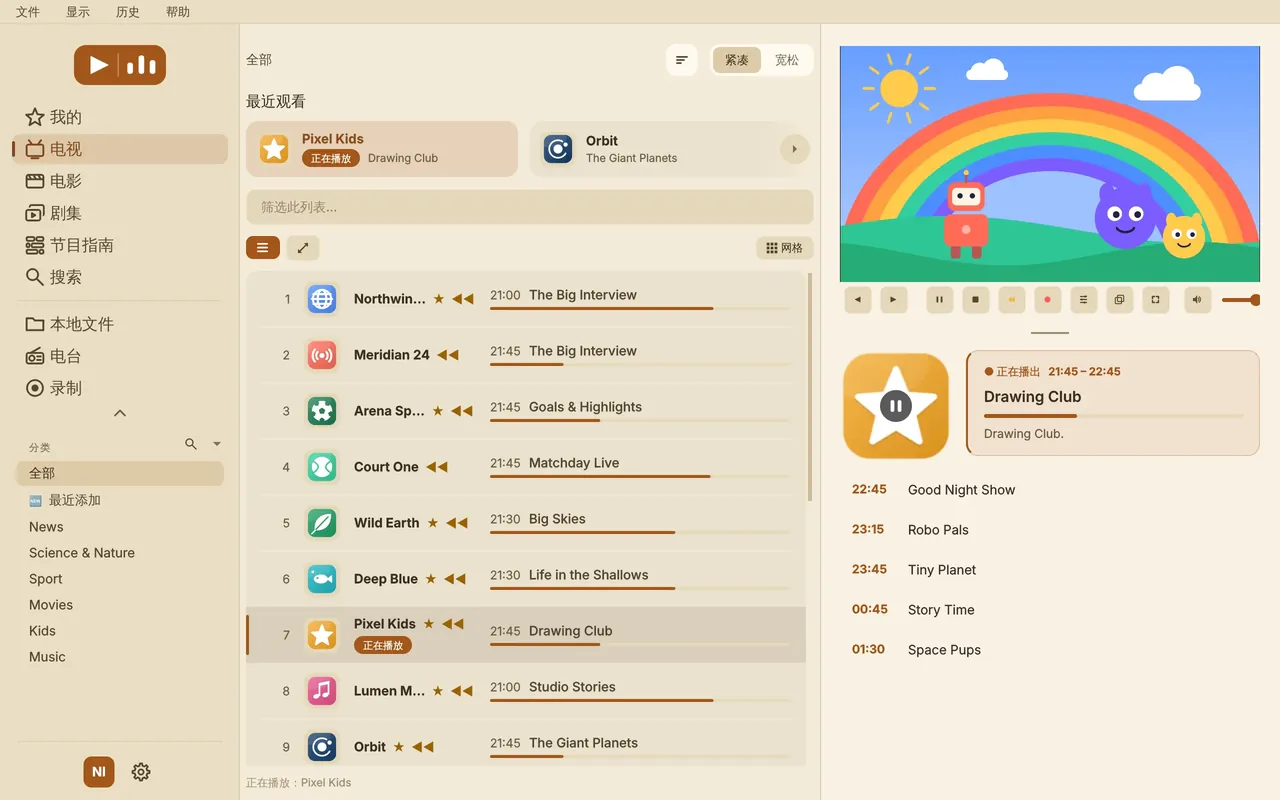 文件 显示 历史 帮助
我的
电视
电影
剧集
节目指南
搜索
本地文件
电台
录制
分类
全部
🆕 最近添加
News
Science & Nature
Sport
Movies
Kids
Music
NI
全部
紧凑 宽松
最近观看
Pixel Kids
正在播放 Drawing Club
Orbit
The Giant Planets
筛选此列表...
网格
1 Northwin... 21:00 The Big Interview
2 Meridian 24 21:45 The Big Interview
3 Arena Sp... 21:45 Goals & Highlights
4 Court One 21:45 Matchday Live
5 Wild Earth 21:30 Big Skies
6 Deep Blue 21:30 Life in the Shallows
7 Pixel Kids 21:45 Drawing Club
正在播放
8 Lumen M... 21:00 Studio Stories
9 Orbit 21:45 The Giant Planets
正在播放：Pixel Kids
正在播出 21:45 – 22:45
Drawing Club
Drawing Club.
22:45 Good Night Show
23:15 Robo Pals
23:45 Tiny Planet
00:45 Story Time
01:30 Space Pups